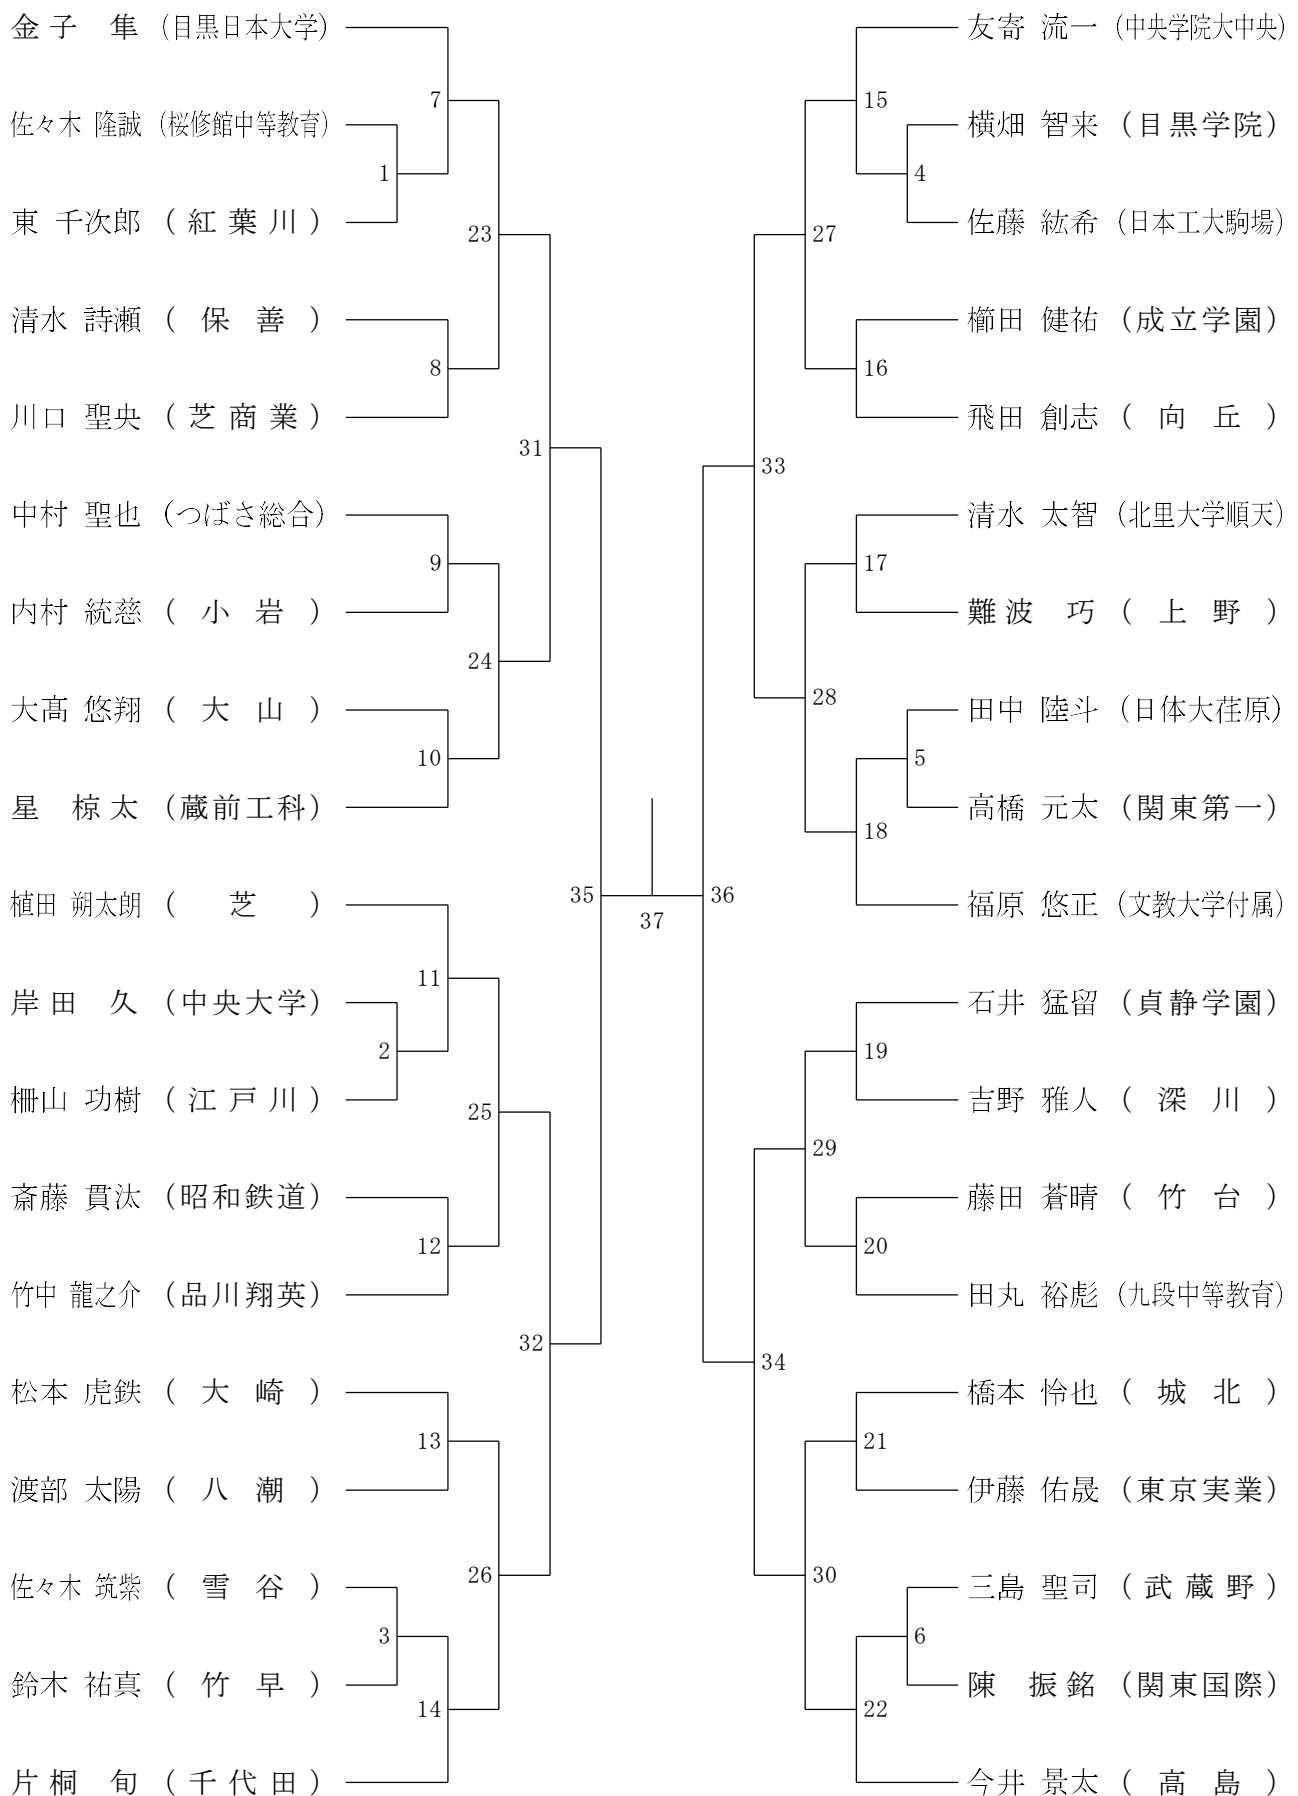 金子 隼 (目黒日本大学)
7
佐々木 隆誠 (桜修館中等教育)
1
東 千次郎 (紅葉川)
23
清水 詩瀬 (保善)
8
川口 聖央 (芝商業)
31
中村 聖也 (つばさ総合)
9
内村 統慈 (小岩)
24
大髙 悠翔 (大山)
10
星 椋太 (蔵前工科)
35
植田 朔太朗 (芝)
11
岸田 久 (中央大学)
2
柵山 功樹 (江戸川)
25
斎藤 貫汰 (昭和鉄道)
12
竹中 龍之介 (品川翔英)
32
松本 虎鉄 (大崎)
13
渡部 太陽 (八潮)
26
佐々木 筑紫 (雪谷)
3
鈴木 祐真 (竹早)
14
片桐 旬 (千代田)
37
友寄 流一 (中央学院大中央)
15
横畑 智来 (目黒学院)
4
佐藤 紘希 (日本工大駒場)
27
櫛田 健祐 (成立学園)
16
飛田 創志 (向丘)
33
清水 太智 (北里大学順天)
17
難波 巧 (上野)
28
田中 陸斗 (日体大荏原)
5
高橋 元太 (関東第一)
18
36
福原 悠正 (文教大学付属)
石井 猛留 (貞静学園)
19
吉野 雅人 (深川)
29
藤田 蒼晴 (竹台)
20
田丸 裕彪 (九段中等教育)
34
橋本 怜也 (城北)
21
伊藤 佑晟 (東京実業)
30
三島 聖司 (武蔵野)
6
陳 振銘 (関東国際)
22
今井 景太 (高島)